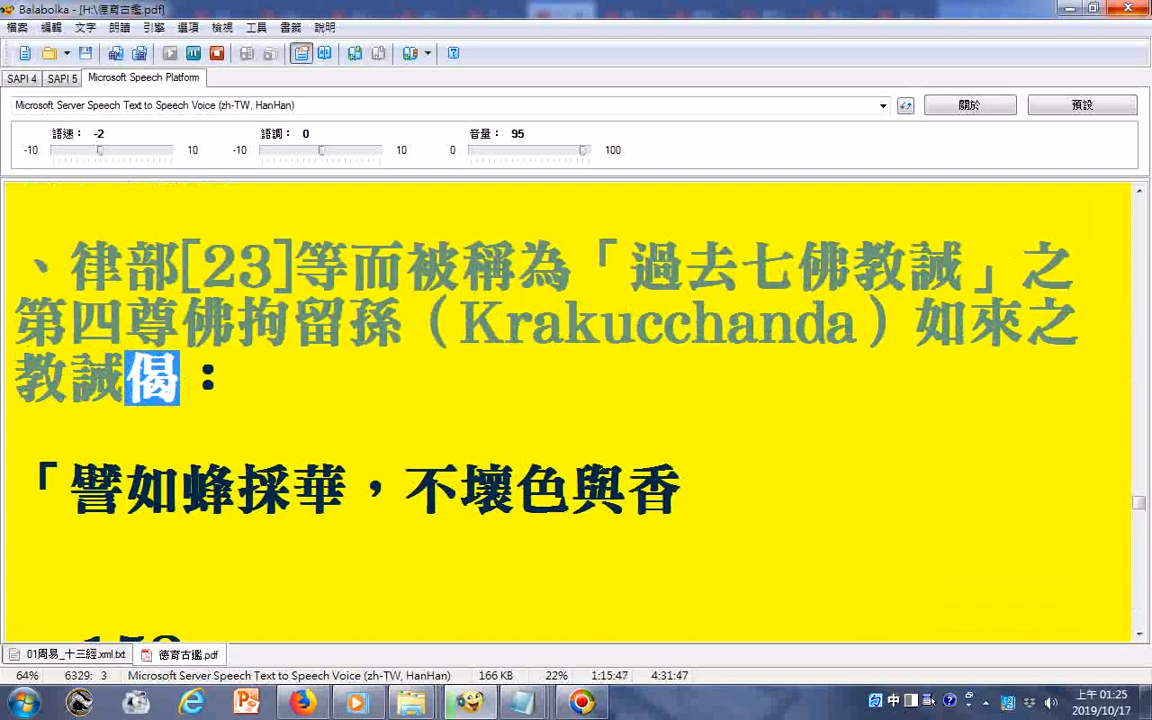 Balabolka - [H:\德育古鑑.pdf]
檔案 編輯 文字 朗讀 引擎 選項 檢視 工具 書籤 說明
SAPI 4 SAPI 5 Microsoft Speech Platform
Microsoft Server Speech Text to Speech Voice (zh-TW, HanHan) 關於 預設
語速： -2 語調： 0 音量： 95
-10 10 -10 10 0 100
、律部[23]等而被稱為「過去七佛教誡」之
第四尊佛拘留孫（Krakucchanda）如來之
教誡偈：
「譬如蜂採華，不壞色與香
01周易_十三經.xml.txt 德育古鑑.pdf
64% 6329: 3 Microsoft Server Speech Text to Speech Voice (zh-TW, HanHan) 166 KB 22% 1:15:47 4:31:47
中 上午 01:25
2019/10/17